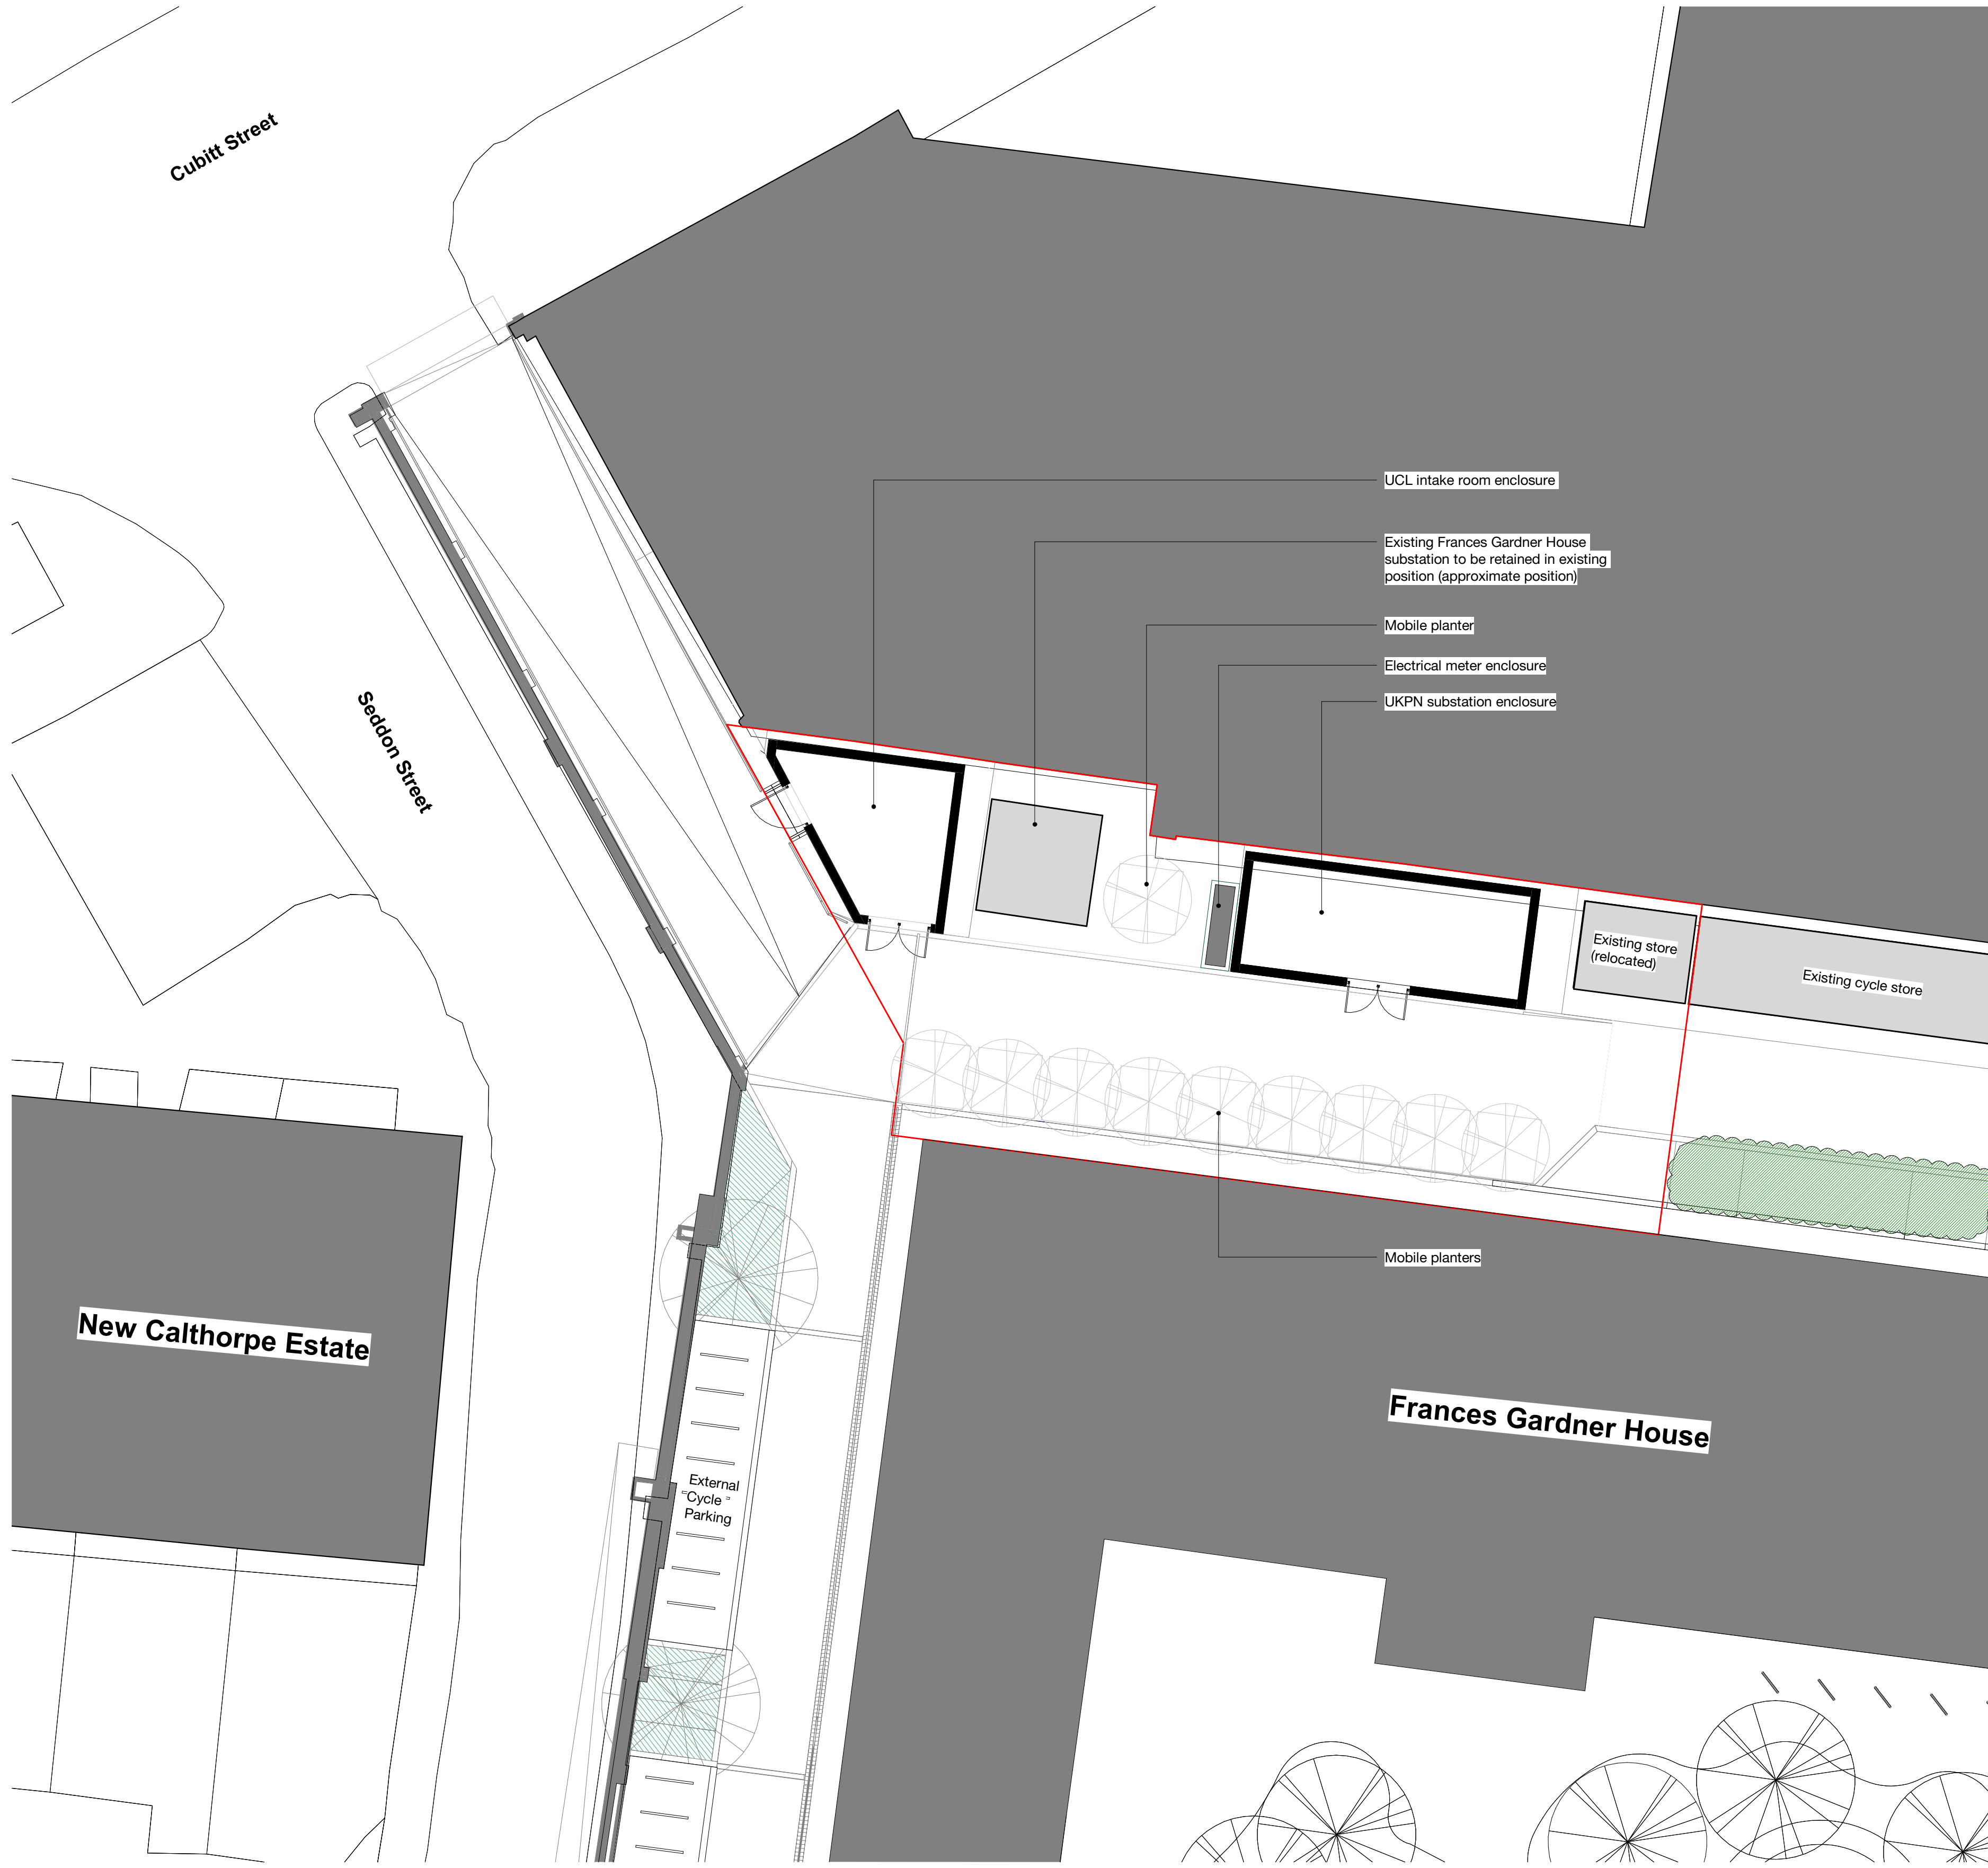 Cubitt Street
UCL intake room enclosure
Existing Frances Gardner House
substation to be retained in existing
position (approximate position)
Mobile planter
Electrical meter enclosure
UKPN substation enclosure
Seddon Street
Existing store
(relocated)
Existing cycle store
Mobile planters
New Calthorpe Estate
Frances Gardner House
External
Cycle
Parking